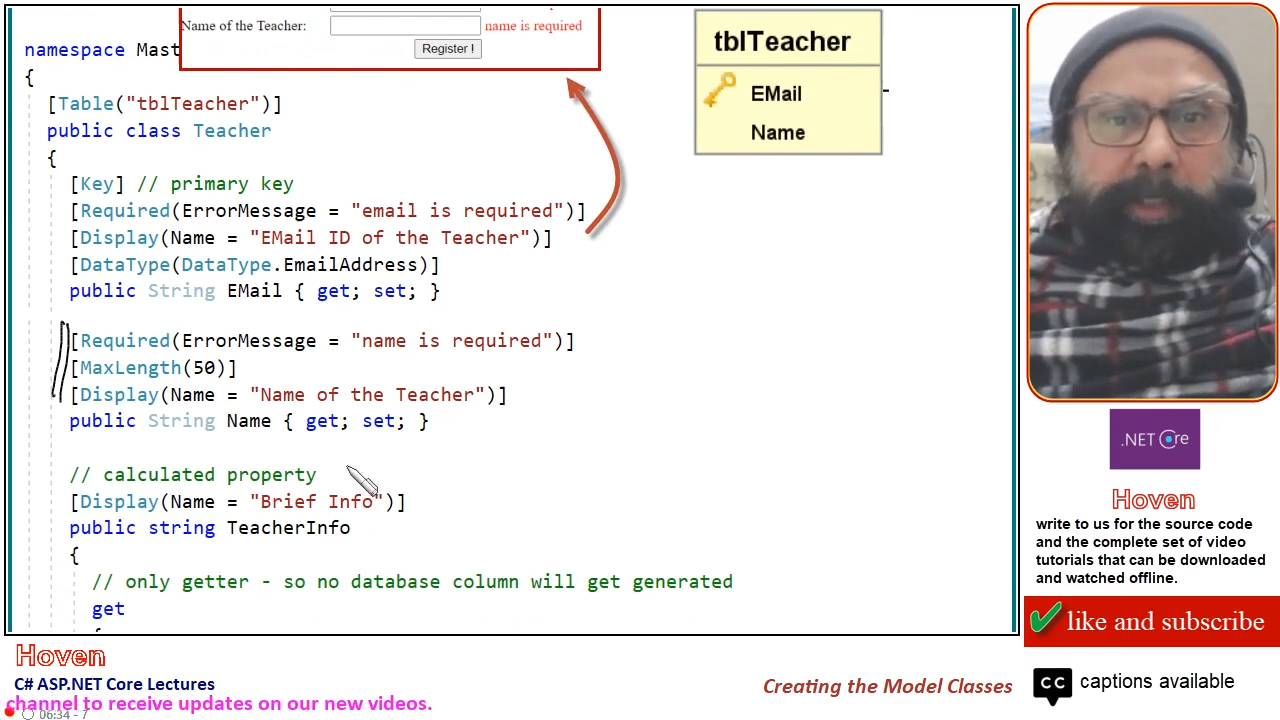 Name of the Teacher: name is required
Register !
namespace Mast
{
[Table("tblTeacher")]
public class Teacher
{
[Key] // primary key
[Required(ErrorMessage = "email is required")]
[Display(Name = "EMail ID of the Teacher")]
[DataType(DataType.EmailAddress)]
public String EMail { get; set; }
[Required(ErrorMessage = "name is required")]
[MaxLength(50)]
[Display(Name = "Name of the Teacher")]
public String Name { get; set; }
// calculated property
[Display(Name = "Brief Info")]
public string TeacherInfo
{
// only getter - so no database column will get generated
get
tblTeacher
EMail
Name
.NET Core
Hoven
write to us for the source code
and the complete set of video
tutorials that can be downloaded
and watched offline.
like and subscribe
CC captions available
Hoven
C# ASP.NET Core Lectures
Creating the Model Classes
channel to receive updates on our new videos.
06:34 - 7